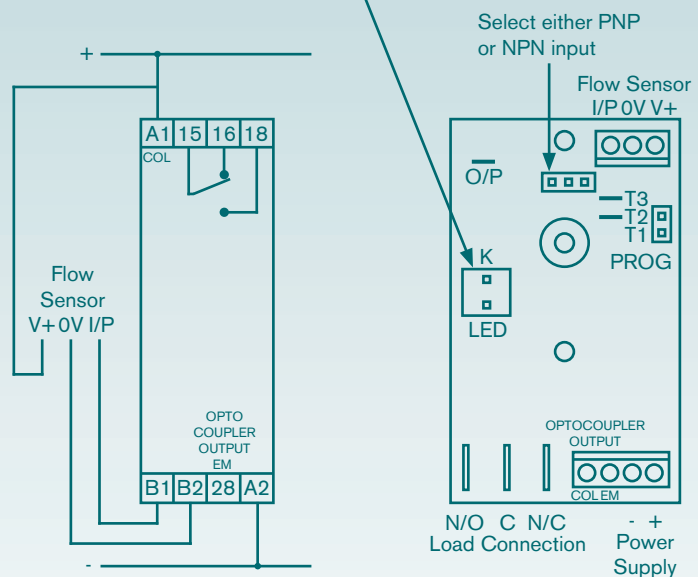 +
A1 15 16 18
COL
Flow
Sensor
V+ 0V I/P
OPTO
COUPLER
OUTPUT
EM
B1 B2 28 A2
-
Select either PNP
or NPN input
Flow Sensor
I/P 0V V+
O/P
T3
T2
T1
PROG
K
LED
OPTOCOUPLER
OUTPUT
COL EM
N/O C N/C
Load Connection
- +
Power
Supply